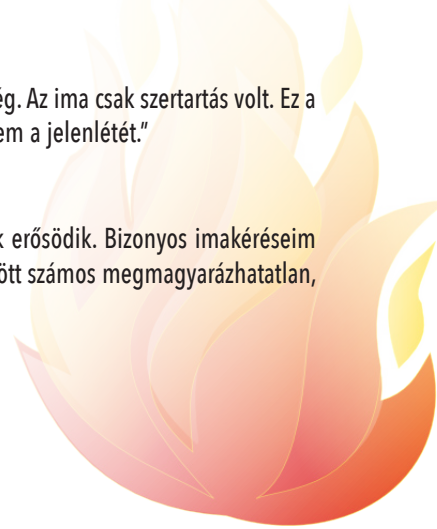 ég. Az ima csak szertartás volt. Ez a
em a jelenlétét."
k erősödik. Bizonyos imakéréseim
ött számos megmagyarázhatatlan,